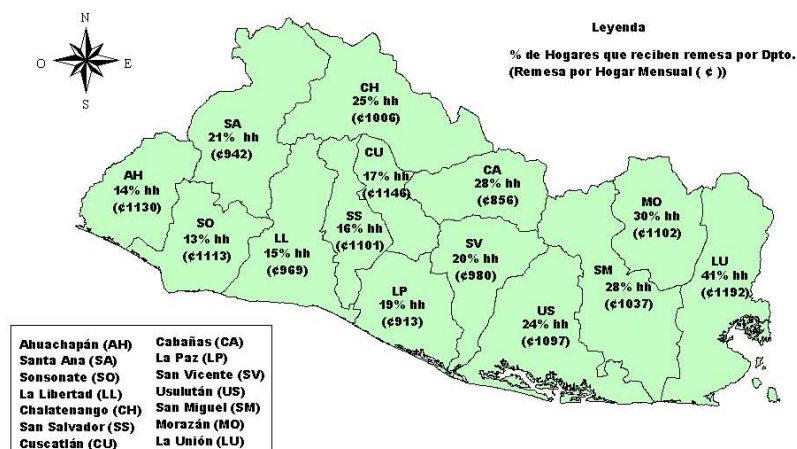 N
O
E
S
Leyenda
% de Hogares que reciben remesa por Dpto.
(Remesa por Hogar Mensual ( ¢ ))
CH
25% hh
(¢1006)
SA
21% hh
(¢942)
CU
17% hh
(¢1146)
CA
28% hh
(¢856)
AH
14% hh
(¢1130)
MO
30% hh
(¢1102)
SO
13% hh
(¢1113)
LL
15% hh
(¢969)
SS
16% hh
(¢1101)
SV
20% hh
(¢980)
LU
41% hh
(¢1192)
SM
28% hh
(¢1037)
LP
19% hh
(¢913)
US
24% hh
(¢1097)
Ahuachapán (AH)
Santa Ana (SA)
Sonsonate (SO)
La Libertad (LL)
Chalatenango (CH)
San Salvador (SS)
Cuscatlán (CU)
Cabañas (CA)
La Paz (LP)
San Vicente (SV)
Usulután (US)
San Miguel (SM)
Morazán (MO)
La Unión (LU)